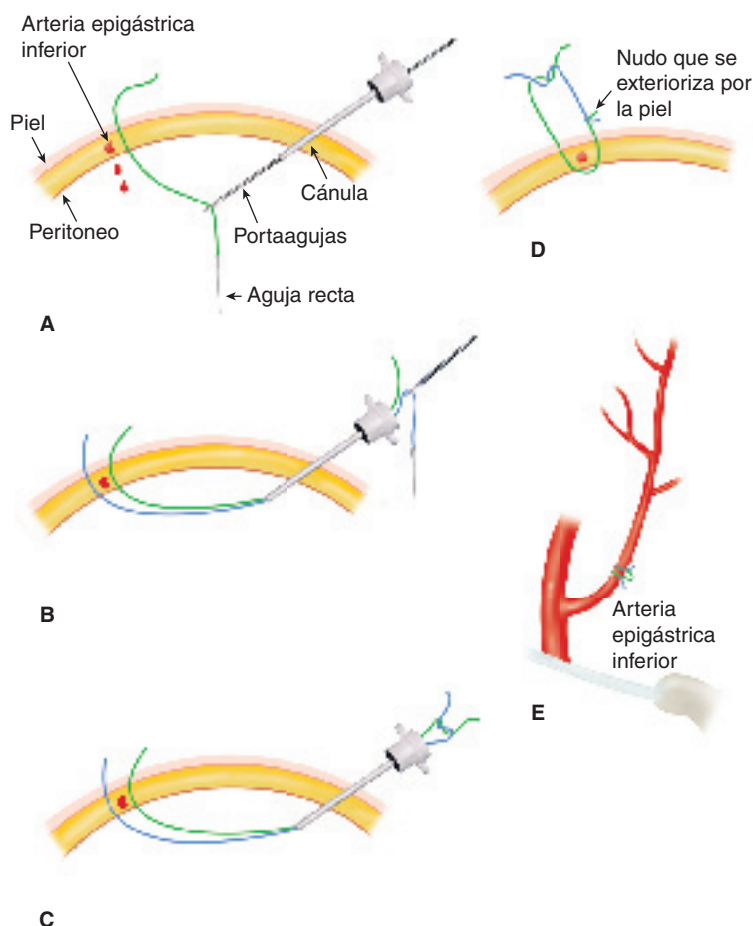 Arteria epigástrica
inferior
Piel
Peritoneo
Cánula
Portaagujas
Aguja recta
A
Nudo que se
exterioriza por
la piel
D
B
Arteria
epigástrica
inferior
E
C